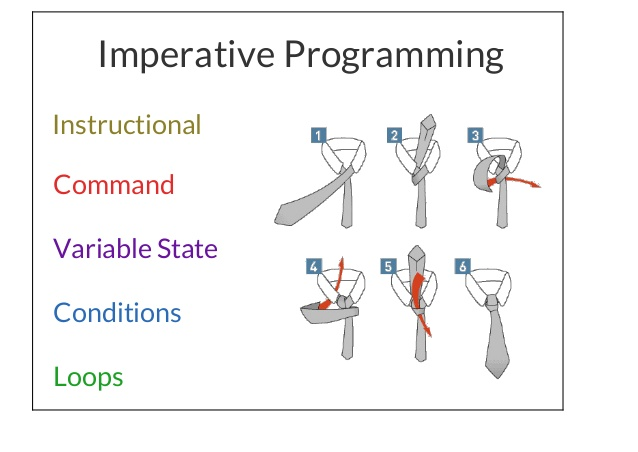 Imperative Programming
Instructional
Command
Variable State
Conditions
Loops
1
2
3
4
5
6